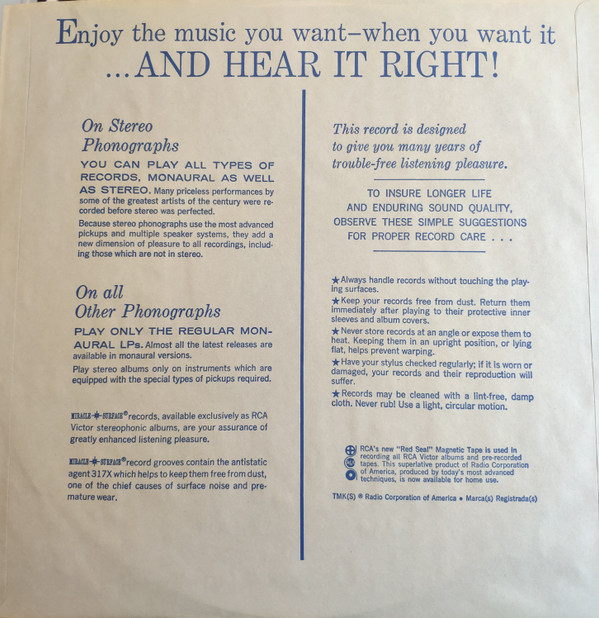 Enjoy the music you want–when you want it
...AND HEAR IT RIGHT!
On Stereo
Phonographs
YOU CAN PLAY ALL TYPES OF
RECORDS, MONAURAL AS WELL
AS STEREO. Many priceless performances by
some of the greatest artists of the century were re-
corded before stereo was perfected.
Because stereo phonographs use the most advanced
pickups and multiple speaker systems, they add a
new dimension of pleasure to all recordings, includ-
ing those which are not in stereo.
On all
Other Phonographs
PLAY ONLY THE REGULAR MON-
AURAL LPs. Almost all the latest releases are
available in monaural versions.
Play stereo albums only on instruments which are
equipped with the special types of pickups required.
MIRACLE SURFACE® records, available exclusively as RCA
Victor stereophonic albums, are your assurance of
greatly enhanced listening pleasure.
MIRACLE SURFACE® record grooves contain the antistatic
agent 317X which helps to keep them free from dust,
one of the chief causes of surface noise and pre-
mature wear.
This record is designed
to give you many years of
trouble-free listening pleasure.
TO INSURE LONGER LIFE
AND ENDURING SOUND QUALITY,
OBSERVE THESE SIMPLE SUGGESTIONS
FOR PROPER RECORD CARE . . .
★Always handle records without touching the play-
ing surfaces.
★Keep your records free from dust. Return them
immediately after playing to their protective inner
sleeves and album covers.
★Never store records at an angle or expose them to
heat. Keeping them in an upright position, or lying
flat, helps prevent warping.
★Have your stylus checked regularly; if it is worn or
damaged, your records and their reproduction will
suffer.
★Records may be cleaned with a lint-free, damp
cloth. Never rub! Use a light, circular motion.
RCA's new "Red Seal" Magnetic Tape is used in
recording all RCA Victor albums and pre-recorded
tapes. This superlative product of Radio Corporation
of America, produced by today's most advanced
techniques, is now available for home use.
TMK(S) ® Radio Corporation of America • Marca(s) Registrada(s)